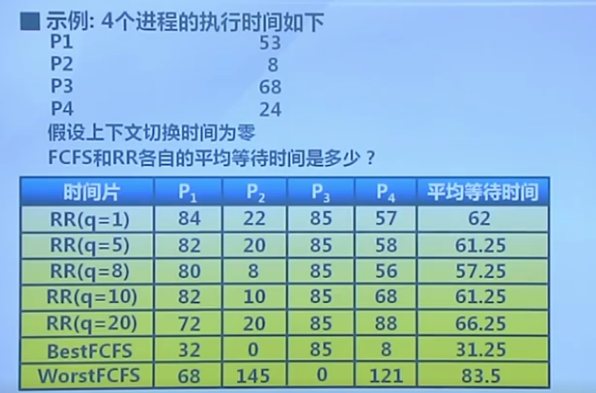 示例: 4个进程的执行时间如下
P1 53
P2 8
P3 68
P4 24
假设上下文切换时间为零
FCFS和RR各自的平均等待时间是多少？
时间片 P1 P2 P3 P4 平均等待时间
RR(q=1) 84 22 85 57 62
RR(q=5) 82 20 85 58 61.25
RR(q=8) 80 8 85 56 57.25
RR(q=10) 82 10 85 68 61.25
RR(q=20) 72 20 85 88 66.25
BestFCFS 32 0 85 8 31.25
WorstFCFS 68 145 0 121 83.5